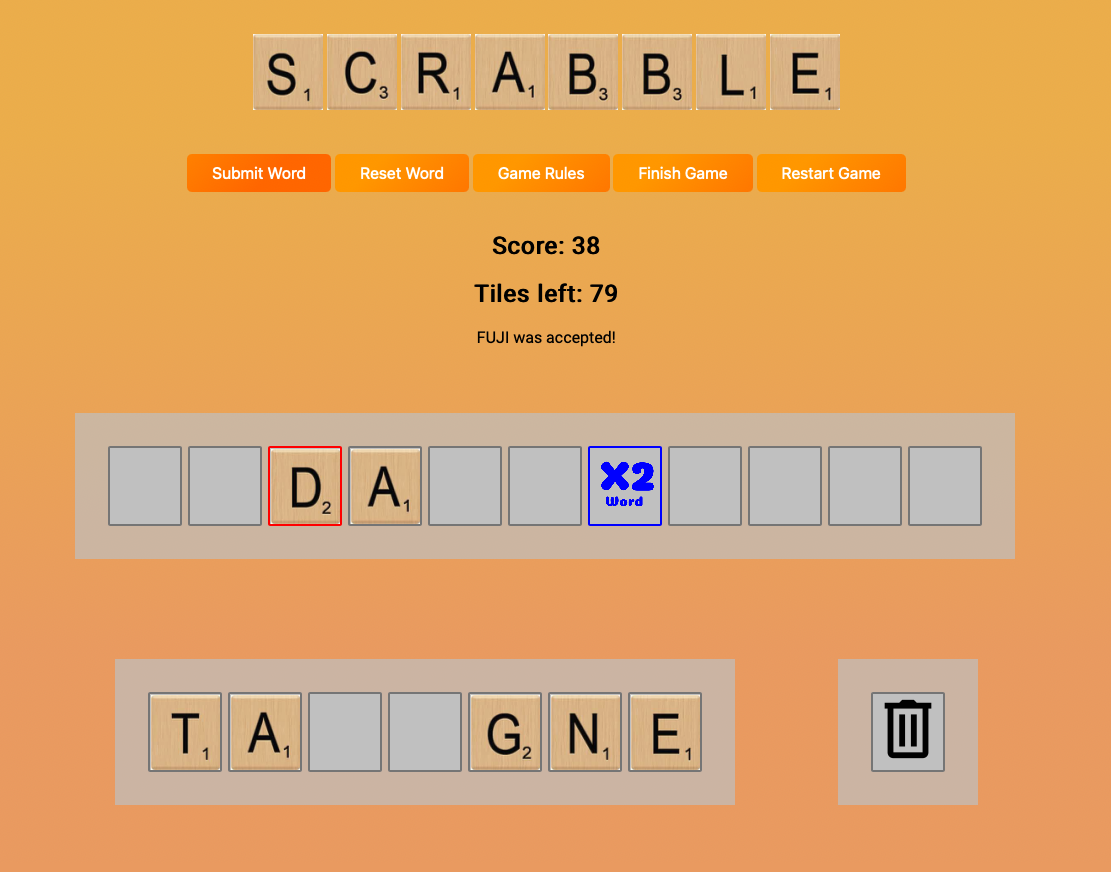 S1 C3 R1 A1 B3 B3 L1 E1
Submit Word Reset Word Game Rules Finish Game Restart Game
Score: 38
Tiles left: 79
FUJI was accepted!
D2 A1 X2 Word
T1 A1 G2 N1 E1